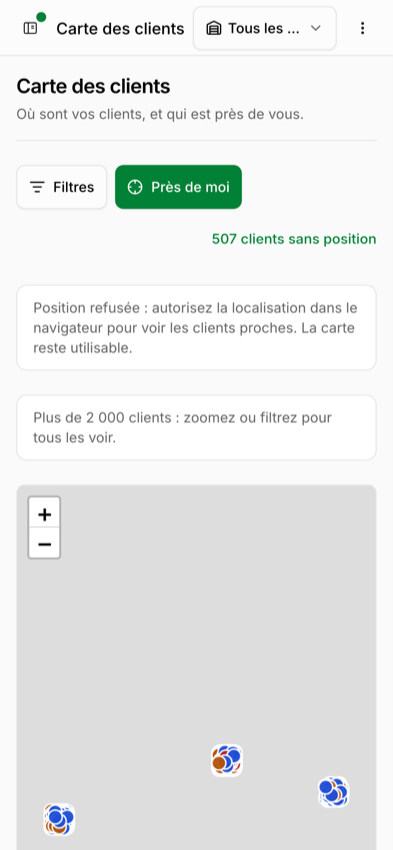 Carte des clients
Tous les ...
Carte des clients
Où sont vos clients, et qui est près de vous.
Filtres
Près de moi
507 clients sans position
Position refusée : autorisez la localisation dans le
navigateur pour voir les clients proches. La carte
reste utilisable.
Plus de 2 000 clients : zoomez ou filtrez pour
tous les voir.
+
−